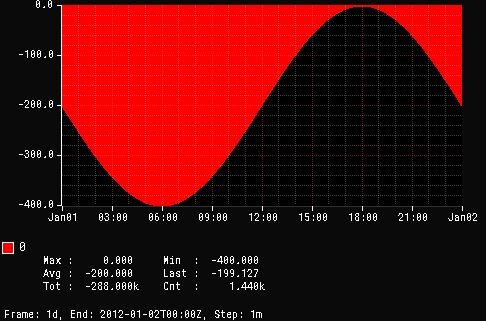 0.0
-100.0
-200.0
-300.0
-400.0
Jan01 03:00 06:00 09:00 12:00 15:00 18:00 21:00 Jan02
0
Max : 0.000 Min : -400.000
Avg : -200.000 Last : -199.127
Tot : -288.000k Cnt : 1.440k
Frame: 1d, End: 2012-01-02T00:00Z, Step: 1m